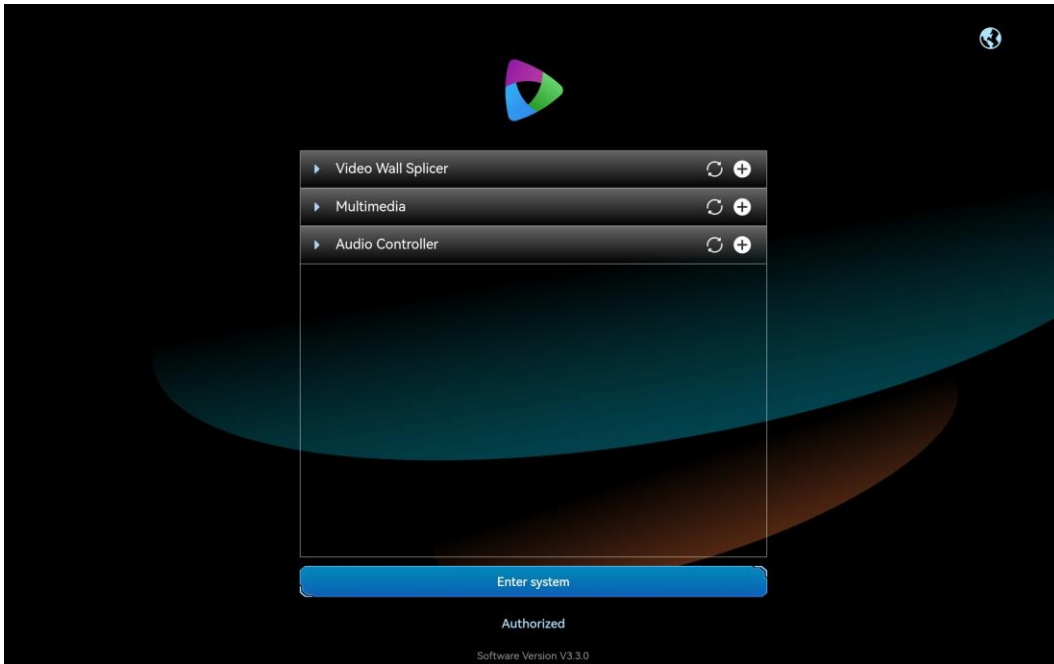 Video Wall Splicer
Multimedia
Audio Controller
Enter system
Authorized
Software Version V3.3.0